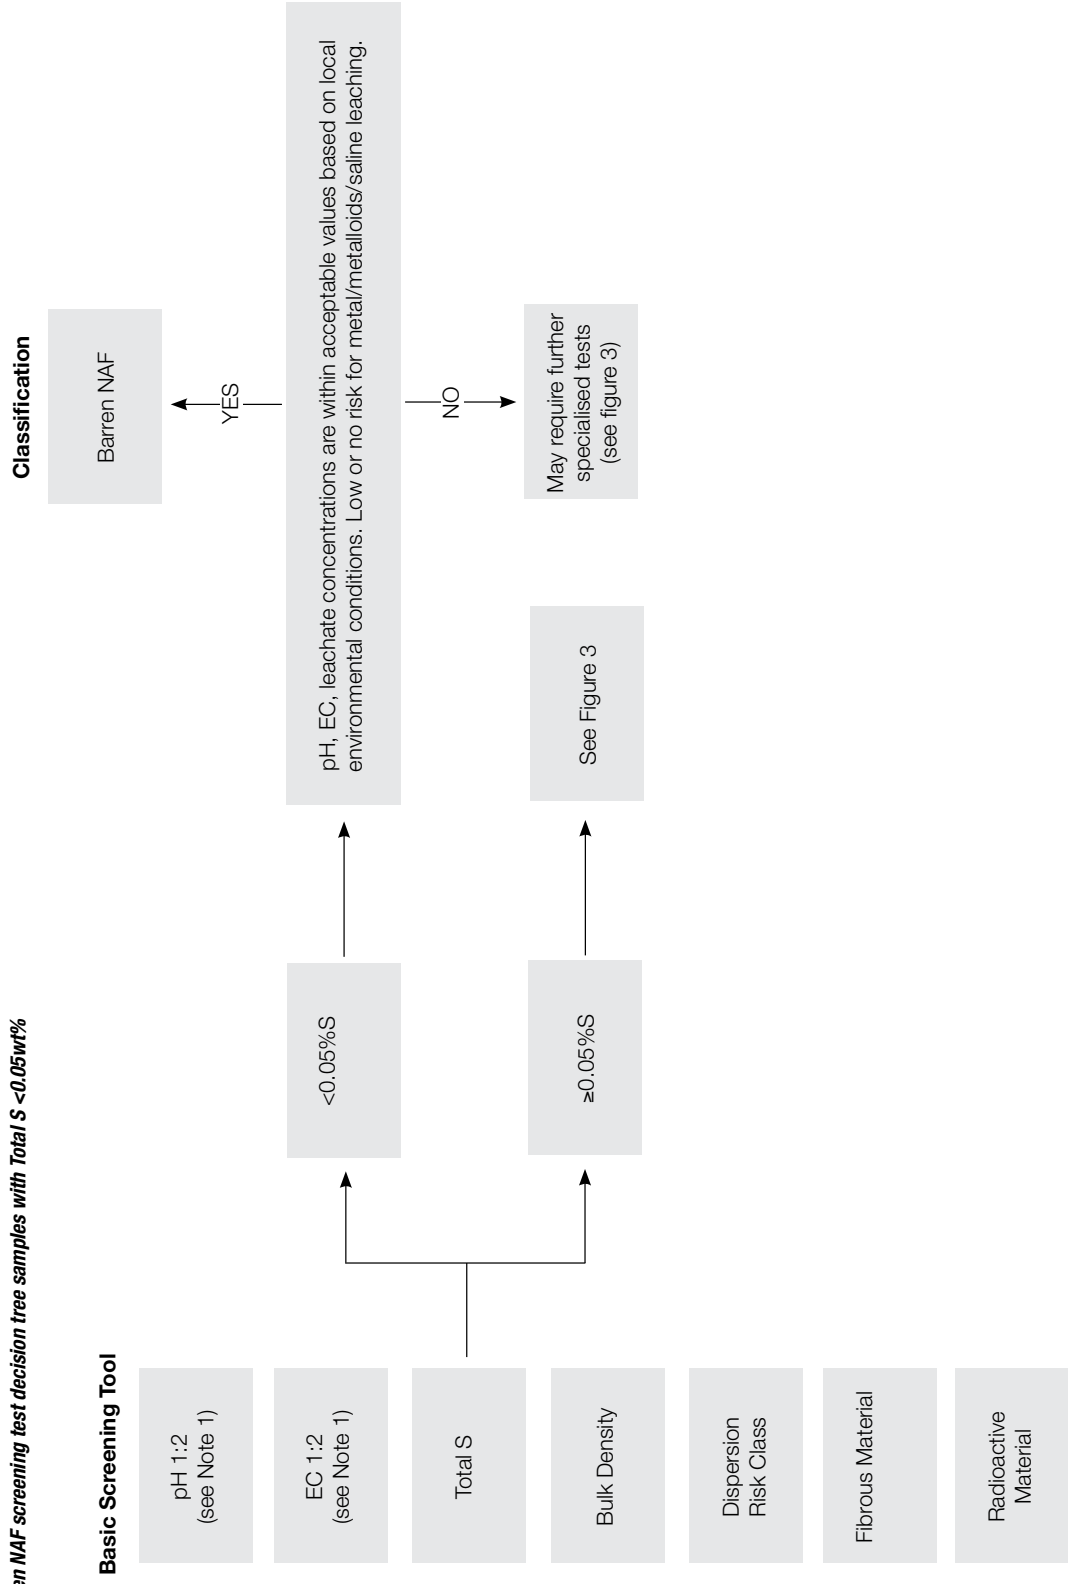 NAF screening test decision tree samples with Total S <0.05wt%
Basic Screening Tool
Classification
pH 1:2
(see Note 1)
EC 1:2
(see Note 1)
Total S
Bulk Density
Dispersion
Risk Class
Fibrous Material
Radioactive
Material
<0.05%S
≥0.05%S
pH, EC, leachate concentrations are within acceptable values based on local
environmental conditions. Low or no risk for metal/metalloids/saline leaching.
See Figure 3
YES
Barren NAF
NO
May require further
specialised tests
(see figure 3)